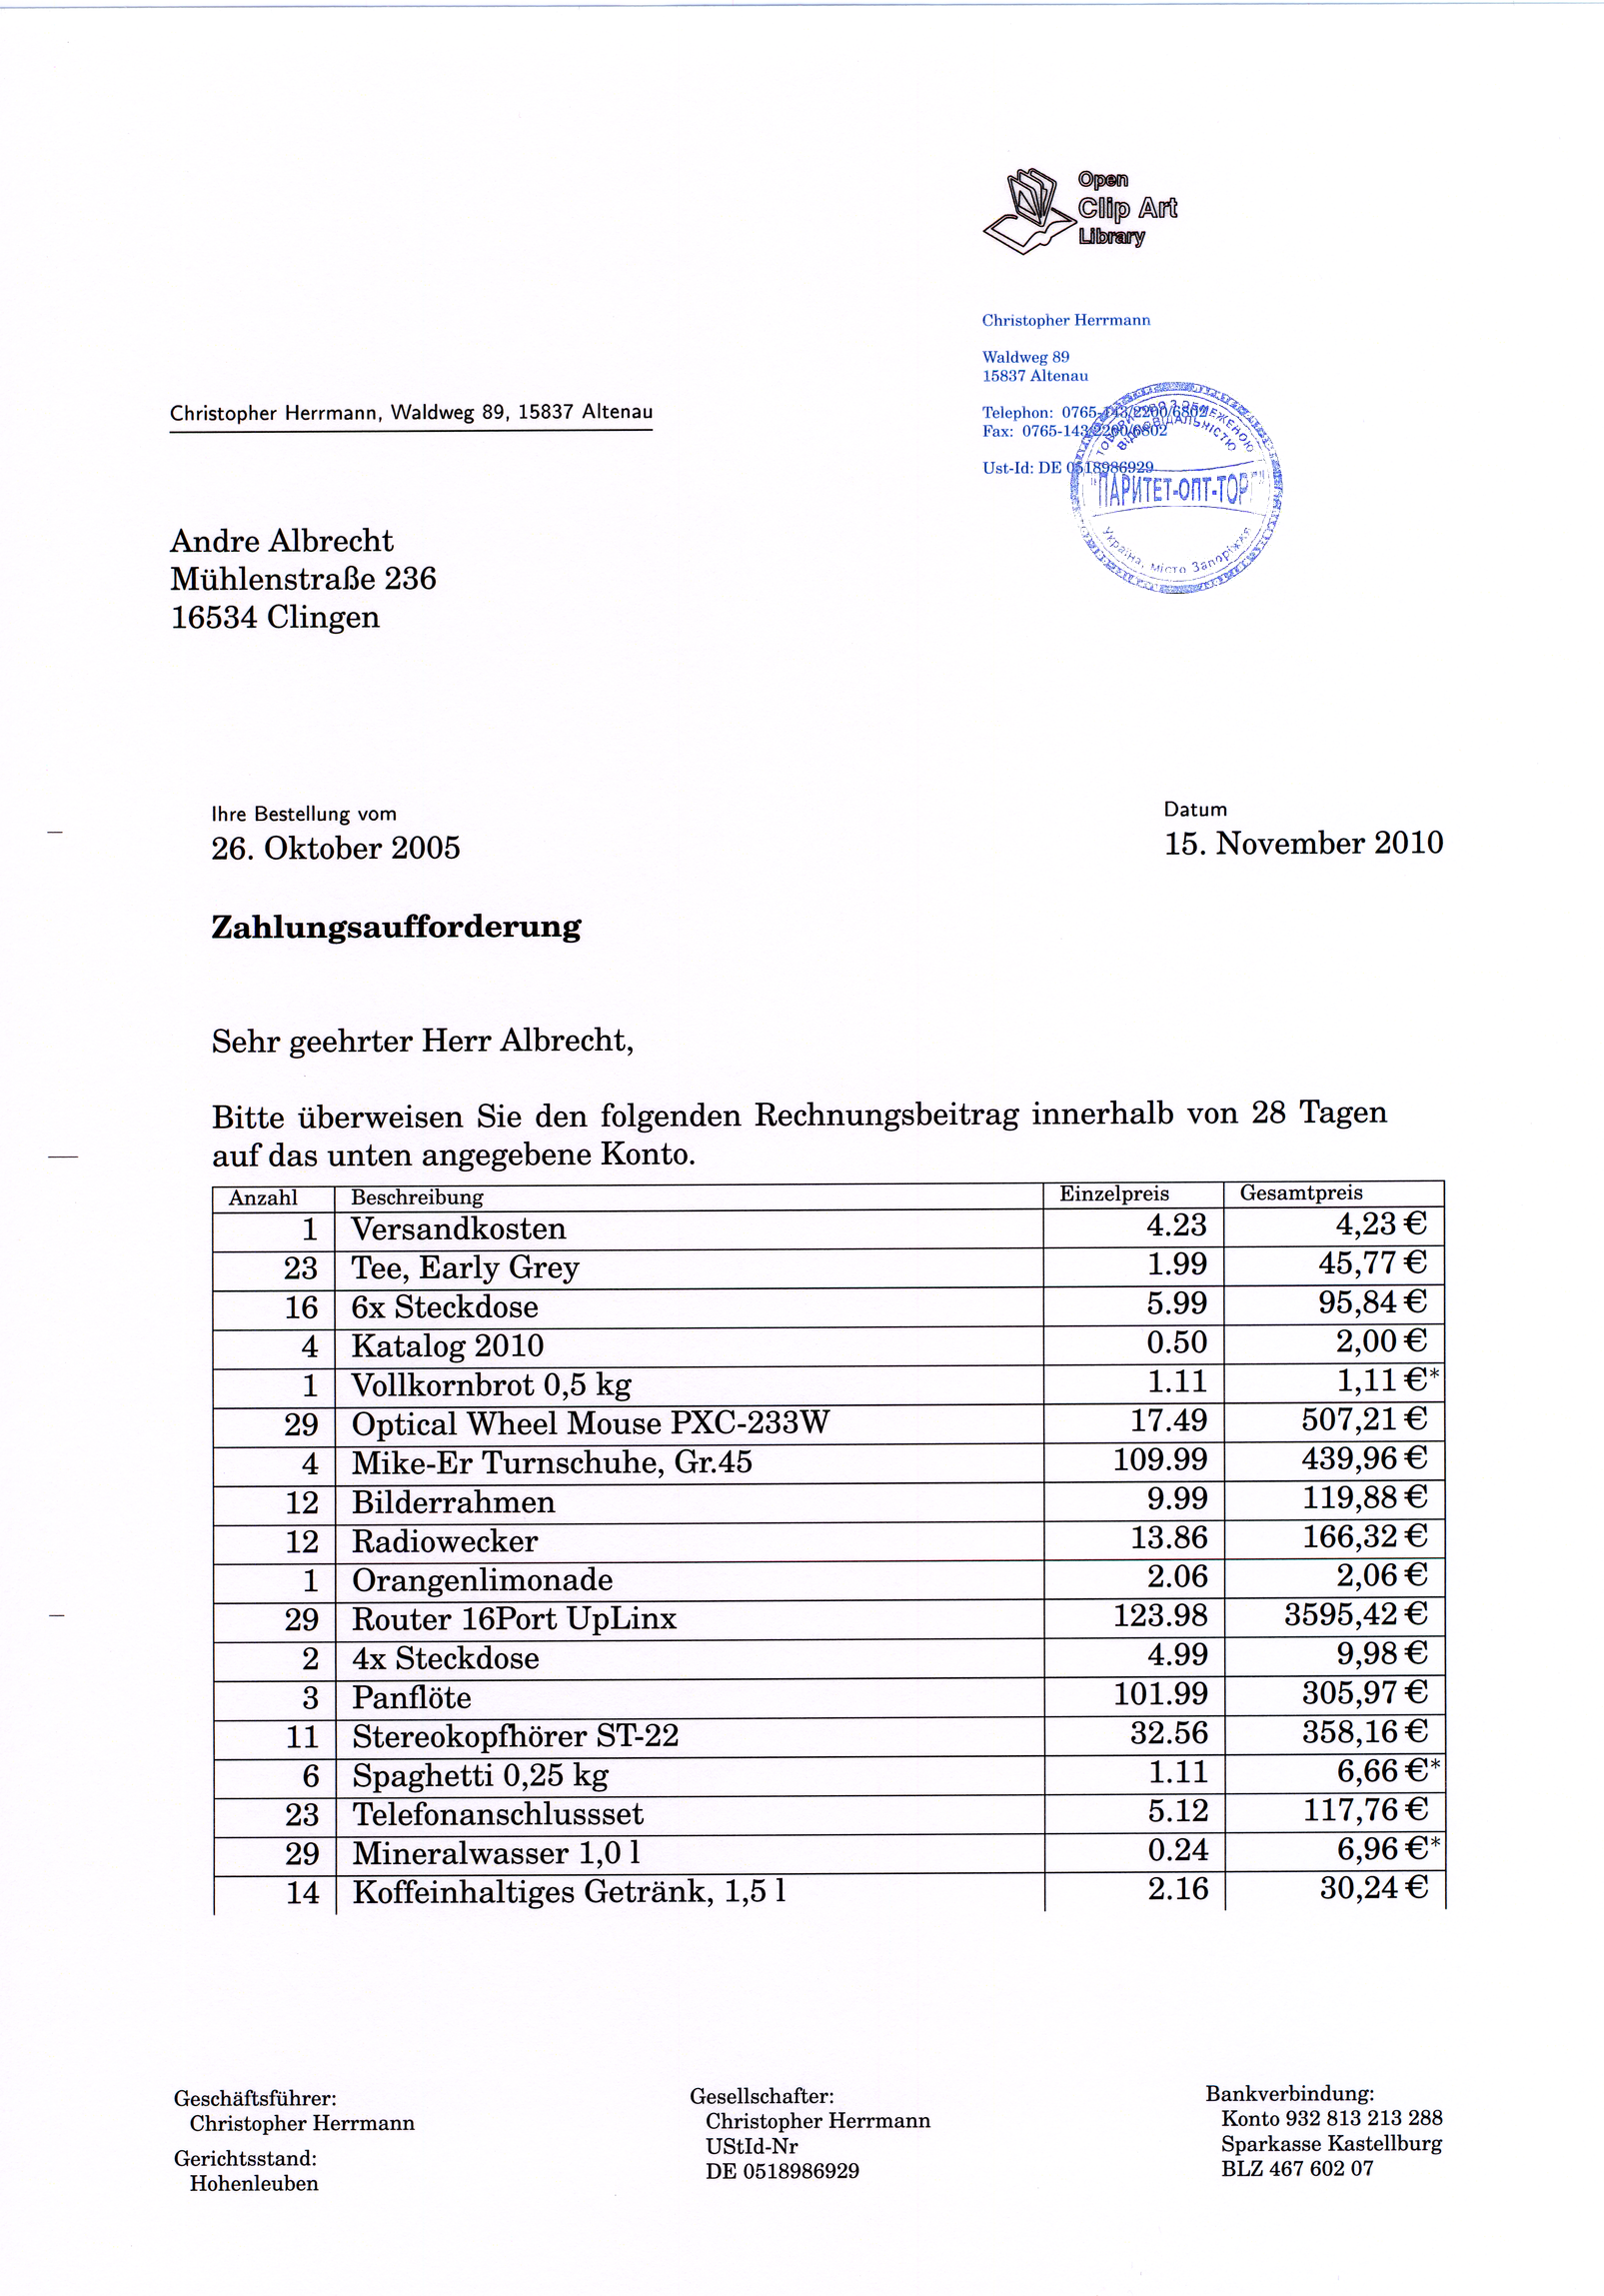 Open
Clip Art
Library
Christopher Herrmann
Waldweg 89
15837 Altenau
Telephon: 0765-143/2200/6802
Fax: 0765-143/2200/6802
Ust-Id: DE 0518986929
ТОВАРИСТВО З ОБМЕЖЕНОЮ
ВІДПОВІДАЛЬНІСТЮ
"ПАРИТЕТ-ОПТ-ТОРГ"
Україна, місто Запоріжжя
Christopher Herrmann, Waldweg 89, 15837 Altenau
Andre Albrecht
Mühlenstraße 236
16534 Clingen
Ihre Bestellung vom Datum
26. Oktober 2005 15. November 2010
Zahlungsaufforderung
Sehr geehrter Herr Albrecht,
Bitte überweisen Sie den folgenden Rechnungsbeitrag innerhalb von 28 Tagen
auf das unten angegebene Konto.
Anzahl Beschreibung Einzelpreis Gesamtpreis
1 Versandkosten 4.23 4,23 €
23 Tee, Early Grey 1.99 45,77 €
16 6x Steckdose 5.99 95,84 €
4 Katalog 2010 0.50 2,00 €
1 Vollkornbrot 0,5 kg 1.11 1,11 €*
29 Optical Wheel Mouse PXC-233W 17.49 507,21 €
4 Mike-Er Turnschuhe, Gr.45 109.99 439,96 €
12 Bilderrahmen 9.99 119,88 €
12 Radiowecker 13.86 166,32 €
1 Orangenlimonade 2.06 2,06 €
29 Router 16Port UpLinx 123.98 3595,42 €
2 4x Steckdose 4.99 9,98 €
3 Panflöte 101.99 305,97 €
11 Stereokopfhörer ST-22 32.56 358,16 €
6 Spaghetti 0,25 kg 1.11 6,66 €*
23 Telefonanschlussset 5.12 117,76 €
29 Mineralwasser 1,0 l 0.24 6,96 €*
14 Koffeinhaltiges Getränk, 1,5 l 2.16 30,24 €
Geschäftsführer:
Christopher Herrmann
Gerichtsstand:
Hohenleuben
Gesellschafter:
Christopher Herrmann
UStId-Nr
DE 0518986929
Bankverbindung:
Konto 932 813 213 288
Sparkasse Kastellburg
BLZ 467 602 07